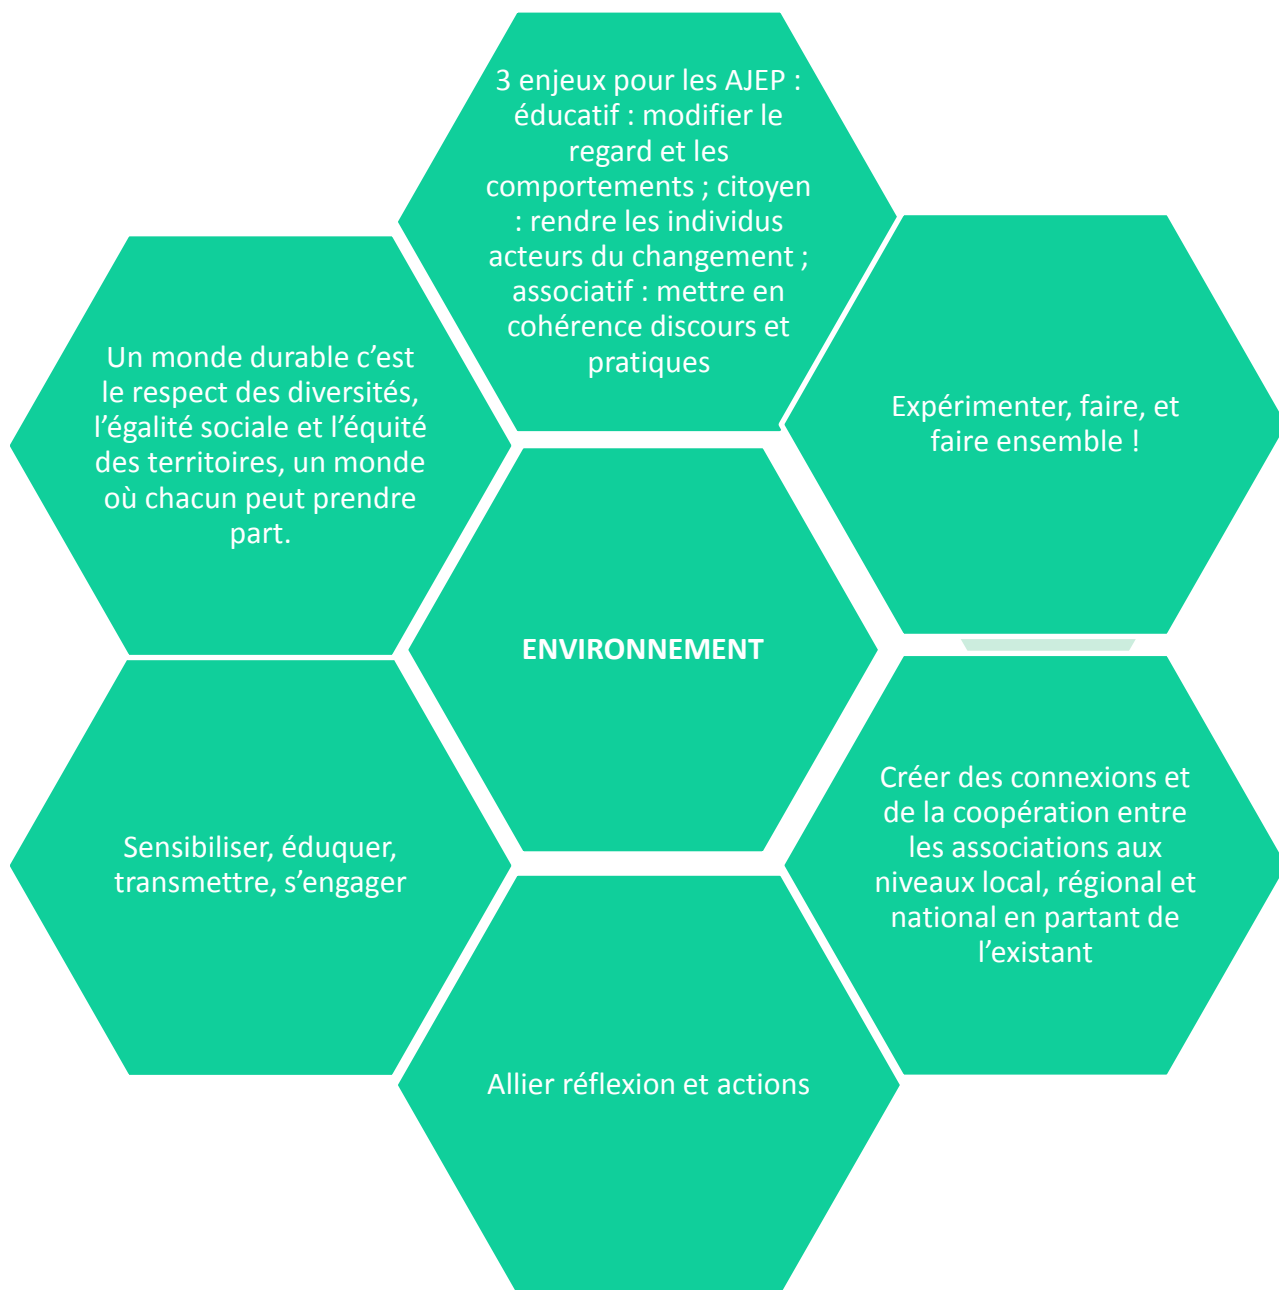 3 enjeux pour les AJEP :
éducatif : modifier le
regard et les
comportements ; citoyen
: rendre les individus
acteurs du changement ;
associatif : mettre en
cohérence discours et
pratiques
Expérimenter, faire, et
faire ensemble !
Un monde durable c’est
le respect des diversités,
l’égalité sociale et l’équité
des territoires, un monde
où chacun peut prendre
part.
ENVIRONNEMENT
Créer des connexions et
de la coopération entre
les associations aux
niveaux local, régional et
national en partant de
l’existant
Sensibiliser, éduquer,
transmettre, s’engager
Allier réflexion et actions